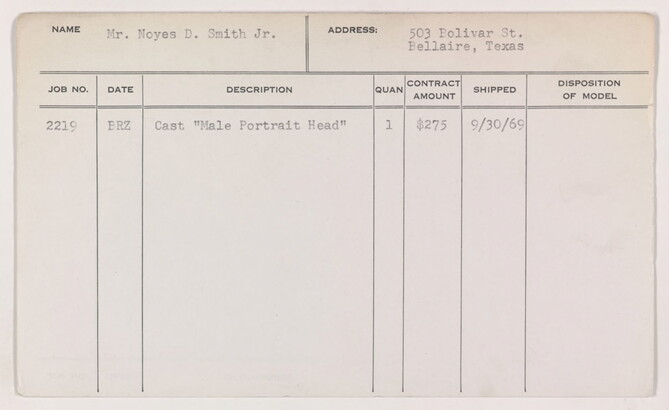 NAME Mr. Noyes D. Smith Jr. ADDRESS: 503 Bolivar St.
Bellaire, Texas
JOB NO. DATE DESCRIPTION QUAN CONTRACT AMOUNT SHIPPED DISPOSITION OF MODEL
2219 BRZ Cast "Male Portrait Head" 1 $275 9/30/69